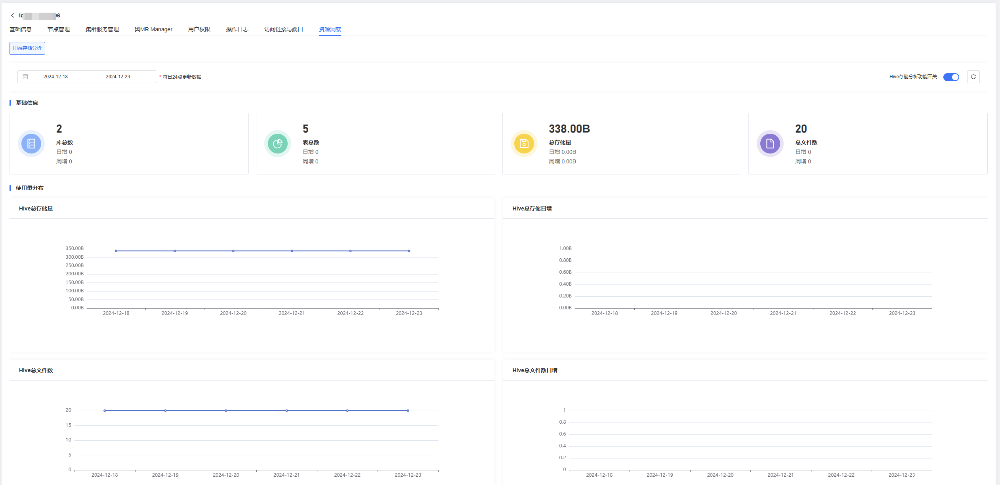 基础信息 节点管理 集群服务管理 翼MR Manager 用户权限 操作日志 访问链接与端口 资源洞察
Hive存储分析
2024-12-18 - 2024-12-23 * 每日24点更新数据 Hive存储分析功能开关
基础信息
2
库总数
日增 0
周增 0
5
表总数
日增 0
周增 0
338.00B
总存储量
日增 0.00B
周增 0.00B
20
总文件数
日增 0
周增 0
使用量分布
Hive总存储量
350.00B
300.00B
250.00B
200.00B
150.00B
100.00B
50.00B
0.00B
2024-12-18 2024-12-19 2024-12-20 2024-12-21 2024-12-22 2024-12-23
Hive总存储日增
1.00B
0.80B
0.60B
0.40B
0.20B
0.00B
2024-12-18 2024-12-19 2024-12-20 2024-12-21 2024-12-22 2024-12-23
Hive总文件数
20
15
10
5
0
2024-12-18 2024-12-19 2024-12-20 2024-12-21 2024-12-22 2024-12-23
Hive总文件数日增
1
0.8
0.6
0.4
0.2
0
2024-12-18 2024-12-19 2024-12-20 2024-12-21 2024-12-22 2024-12-23